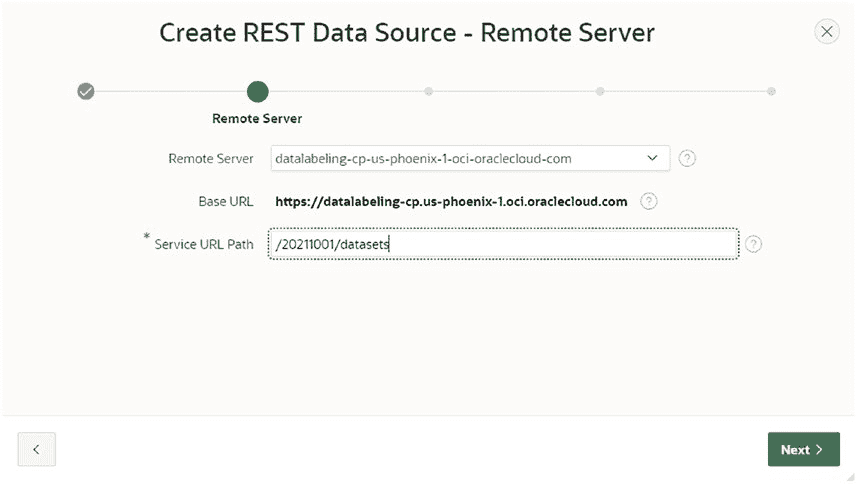 Create REST Data Source - Remote Server
Remote Server
Remote Server datalabeling-cp-us-phoenix-1-oci-oraclecloud-com ?
Base URL https://datalabeling-cp.us-phoenix-1.oci.oraclecloud.com ?
* Service URL Path /20211001/datasets ?
Next